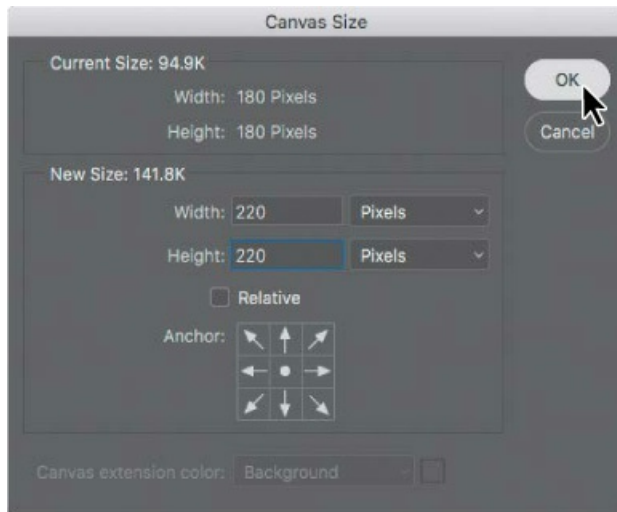 Canvas Size
Current Size: 94.9K
Width: 180 Pixels
Height: 180 Pixels
OK
Cancel
New Size: 141.8K
Width: 220 Pixels
Height: 220 Pixels
Relative
Anchor:
Canvas extension color: Background